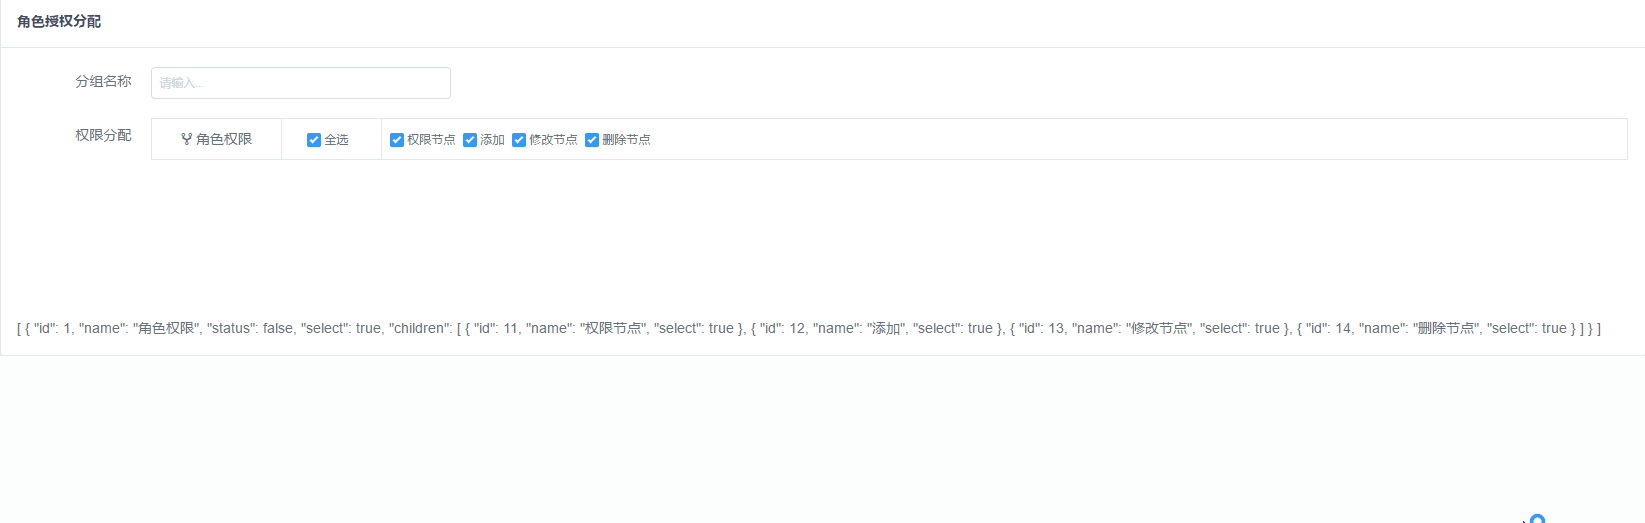 角色授权分配
分组名称 请输入...
权限分配 角色权限 全选 权限节点 添加 修改节点 删除节点
[ { "id": 1, "name": "角色权限", "status": false, "select": true, "children": [ { "id": 11, "name": "权限节点", "select": true }, { "id": 12, "name": "添加", "select": true }, { "id": 13, "name": "修改节点", "select": true }, { "id": 14, "name": "删除节点", "select": true } ] } ]